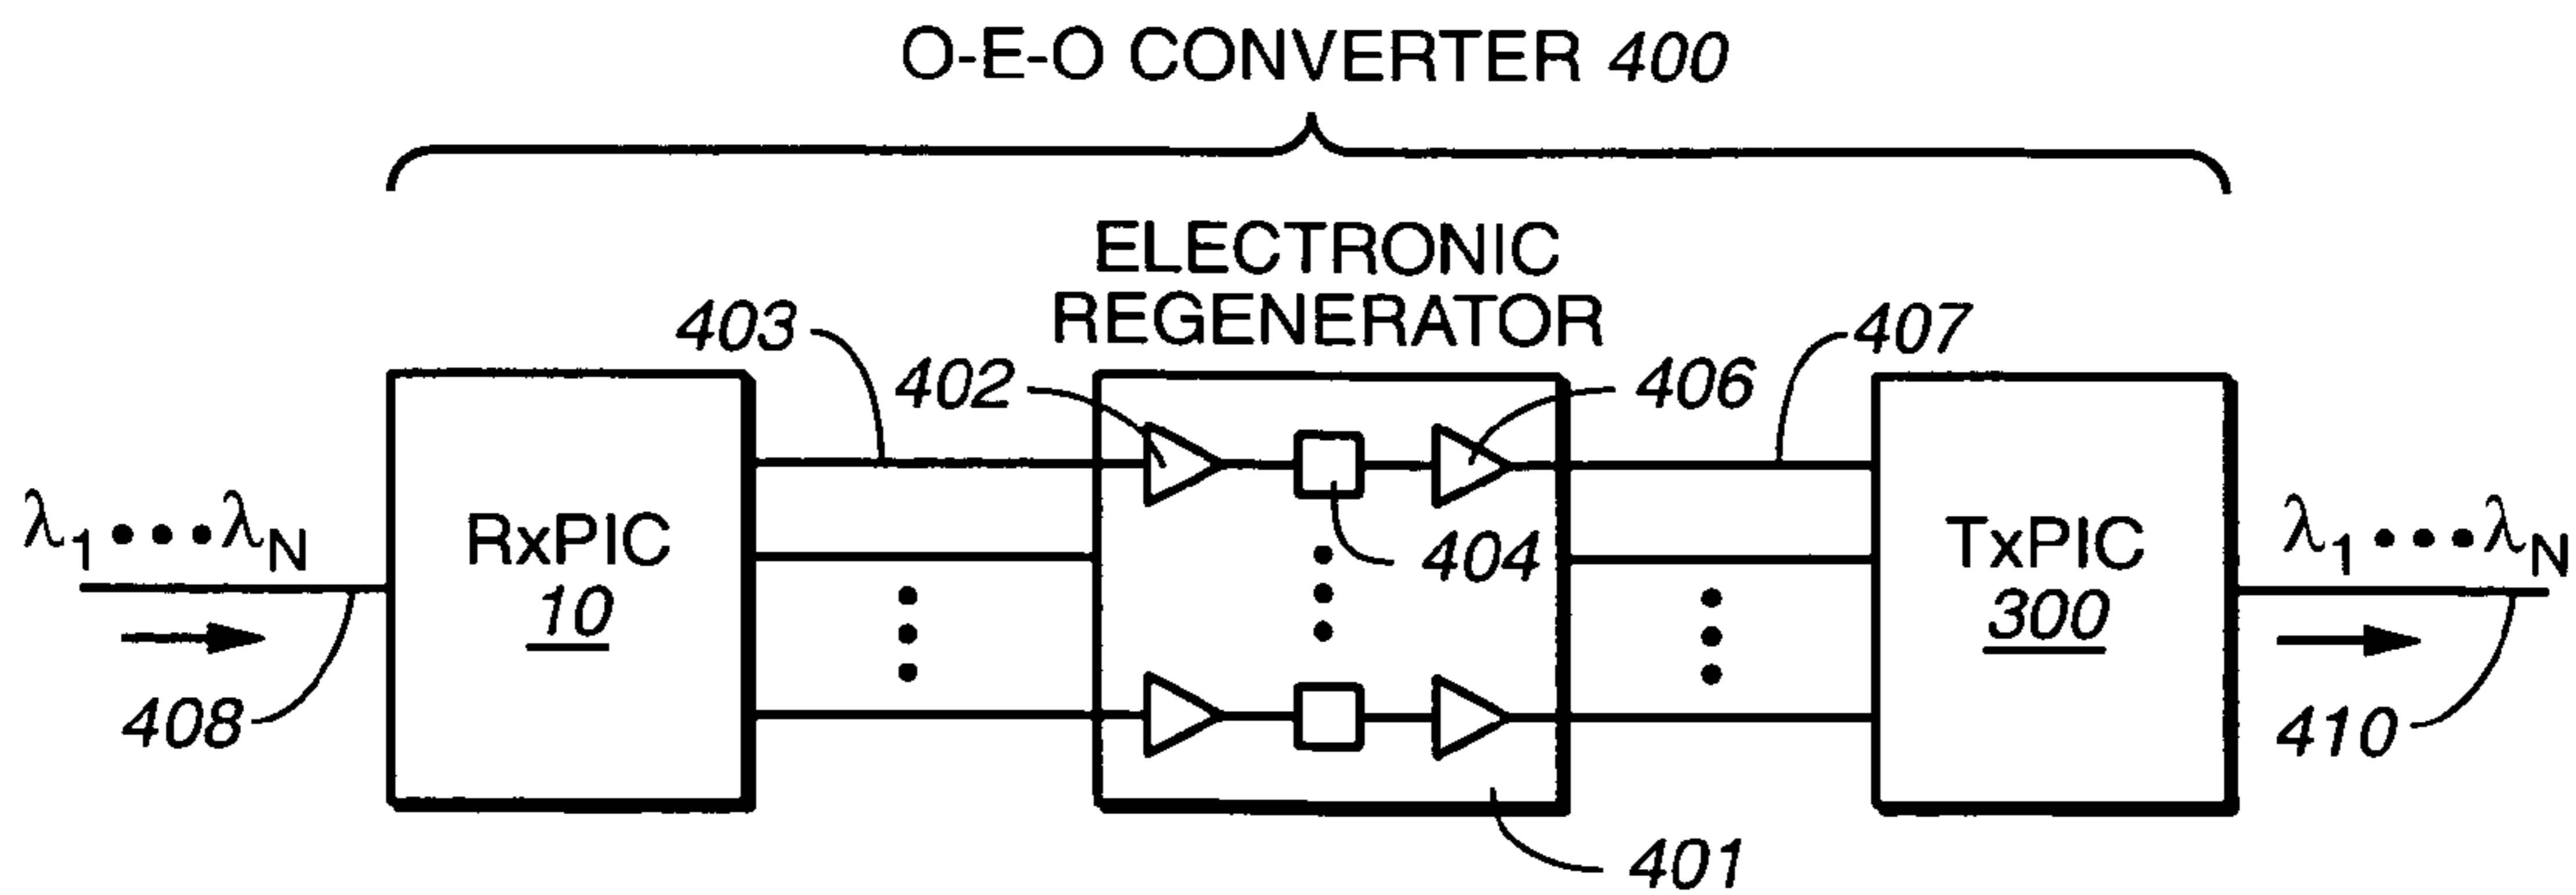 O-E-O CONVERTER 400
ELECTRONIC
REGENERATOR
403
402
406
407
λ1 • • • λN
RxPIC
10
404
TxPIC
300
λ1 • • • λN
408
410
401